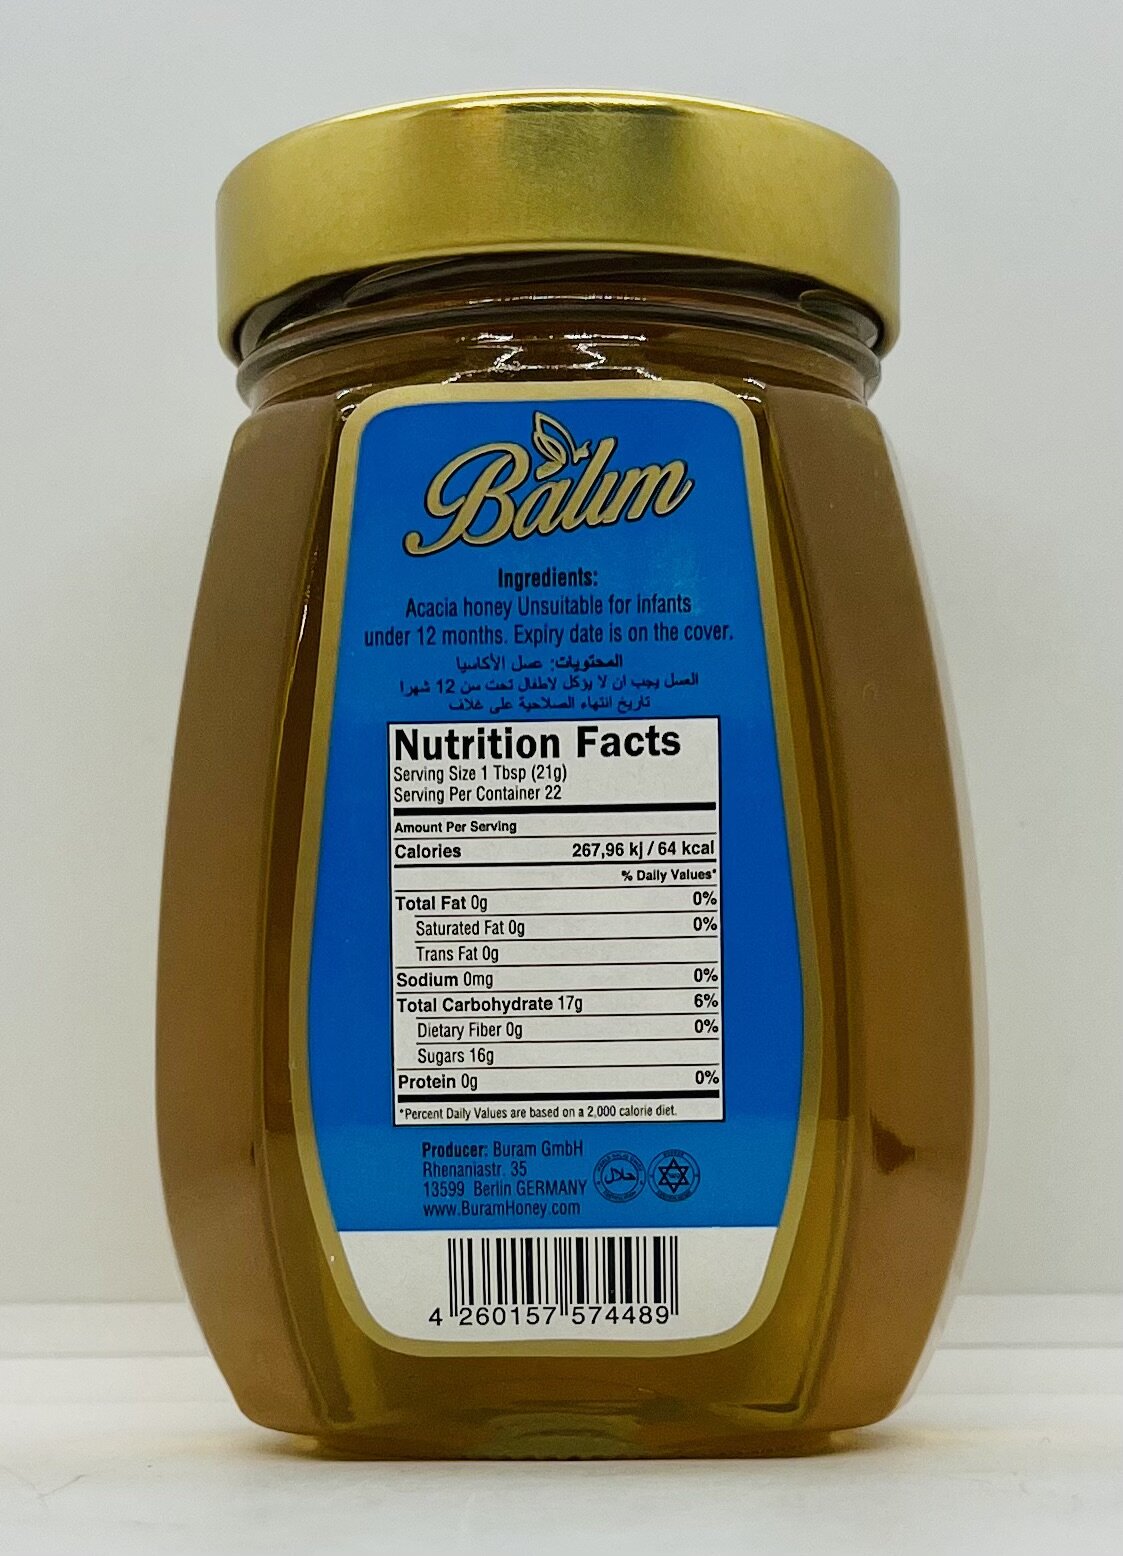 Balım
Ingredients:
Acacia honey Unsuitable for Infants
under 12 months. Expiry date is on the cover.
المحتويات: عسل الأكاسيا
العسل يجب ان لا يؤكل لاطفال تحت سن 12 شهرا
تاريخ انتهاء الصلاحية على غلاف
Nutrition Facts
Serving Size 1 Tbsp (21g)
Serving Per Container 22
Amount Per Serving
Calories 267,96 kj / 64 kcal
% Daily Values*
Total Fat 0g 0%
Saturated Fat 0g 0%
Trans Fat 0g
Sodium 0mg 0%
Total Carbohydrate 17g 6%
Dietary Fiber 0g 0%
Sugars 16g
Protein 0g 0%
*Percent Daily Values are based on a 2,000 calorie diet.
Producer: Buram GmbH
Rhenaniastr. 35
13599 Berlin GERMANY
www.BuramHoney.com
حلال
4 260157 574489